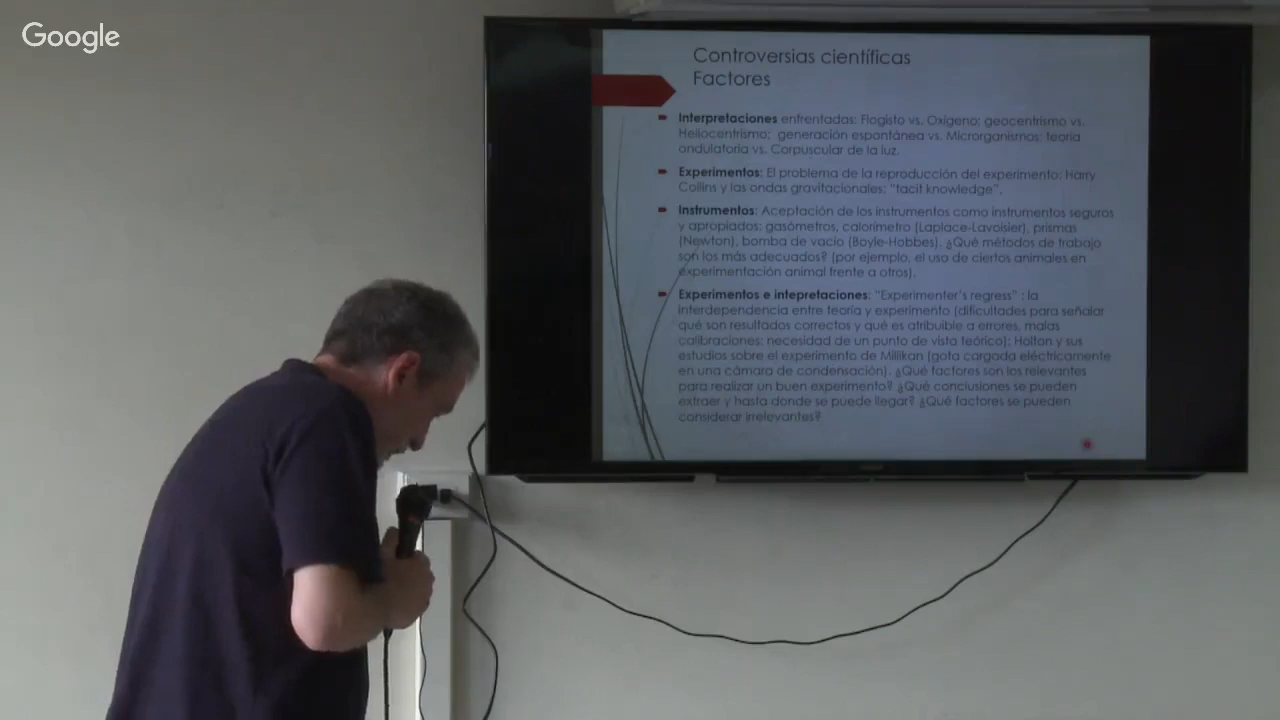 Google
Controversias científicas
Factores
Interpretaciones enfrentadas: Flogisto vs. Oxígeno; geocentrismo vs.
Heliocentrismo; generación espontánea vs. Microrganismos; teoría
ondulatoria vs. Corpuscular de la luz.
Experimentos: El problema de la reproducción del experimento: Harry
Collins y las ondas gravitacionales: "tacit knowledge".
Instrumentos: Aceptación de los instrumentos como instrumentos seguros
y apropiados: gasómetros, calorímetro (Laplace-Lavoisier), prismas
(Newton), bomba de vacío (Boyle-Hobbes). ¿Qué métodos de trabajo
son los más adecuados? (por ejemplo, el uso de ciertos animales en
experimentación animal frente a otros).
Experimentos e intepretaciones: "Experimenter's regress" : la
interdependencia entre teoría y experimento (dificultades para señalar
qué son resultados correctos y qué es atribuible a errores, malas
calibraciones; necesidad de un punto de vista teórico); Holton y sus
estudios sobre el experimento de Millikan (gota cargada eléctricamente
en una cámara de condensación). ¿Qué factores son los relevantes
para realizar un buen experimento? ¿Qué conclusiones se pueden
extraer y hasta donde se puede llegar? ¿Qué factores se pueden
considerar irrelevantes?